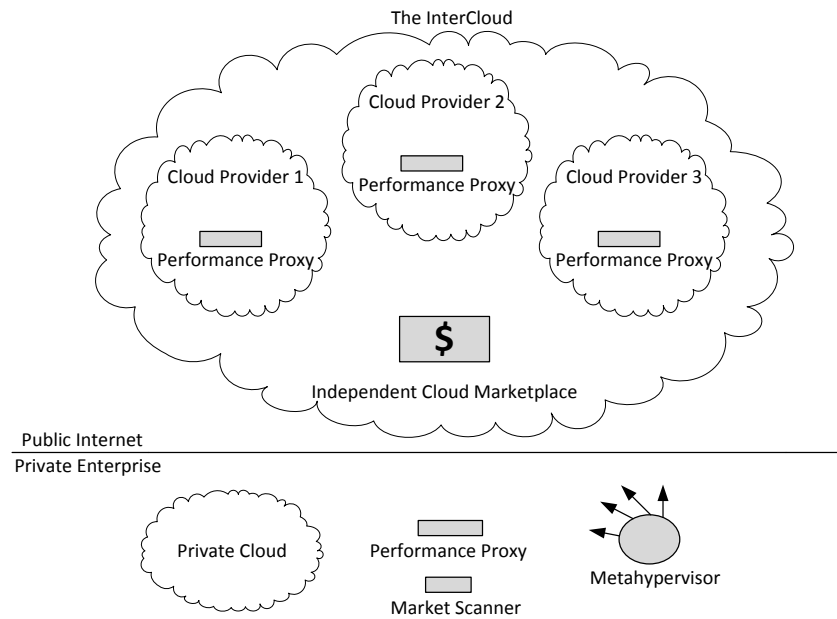 The InterCloud
Cloud Provider 2
Performance Proxy
Cloud Provider 1
Performance Proxy
Cloud Provider 3
Performance Proxy
$
Independent Cloud Marketplace
Public Internet
Private Enterprise
Private Cloud
Performance Proxy
Market Scanner
Metahypervisor